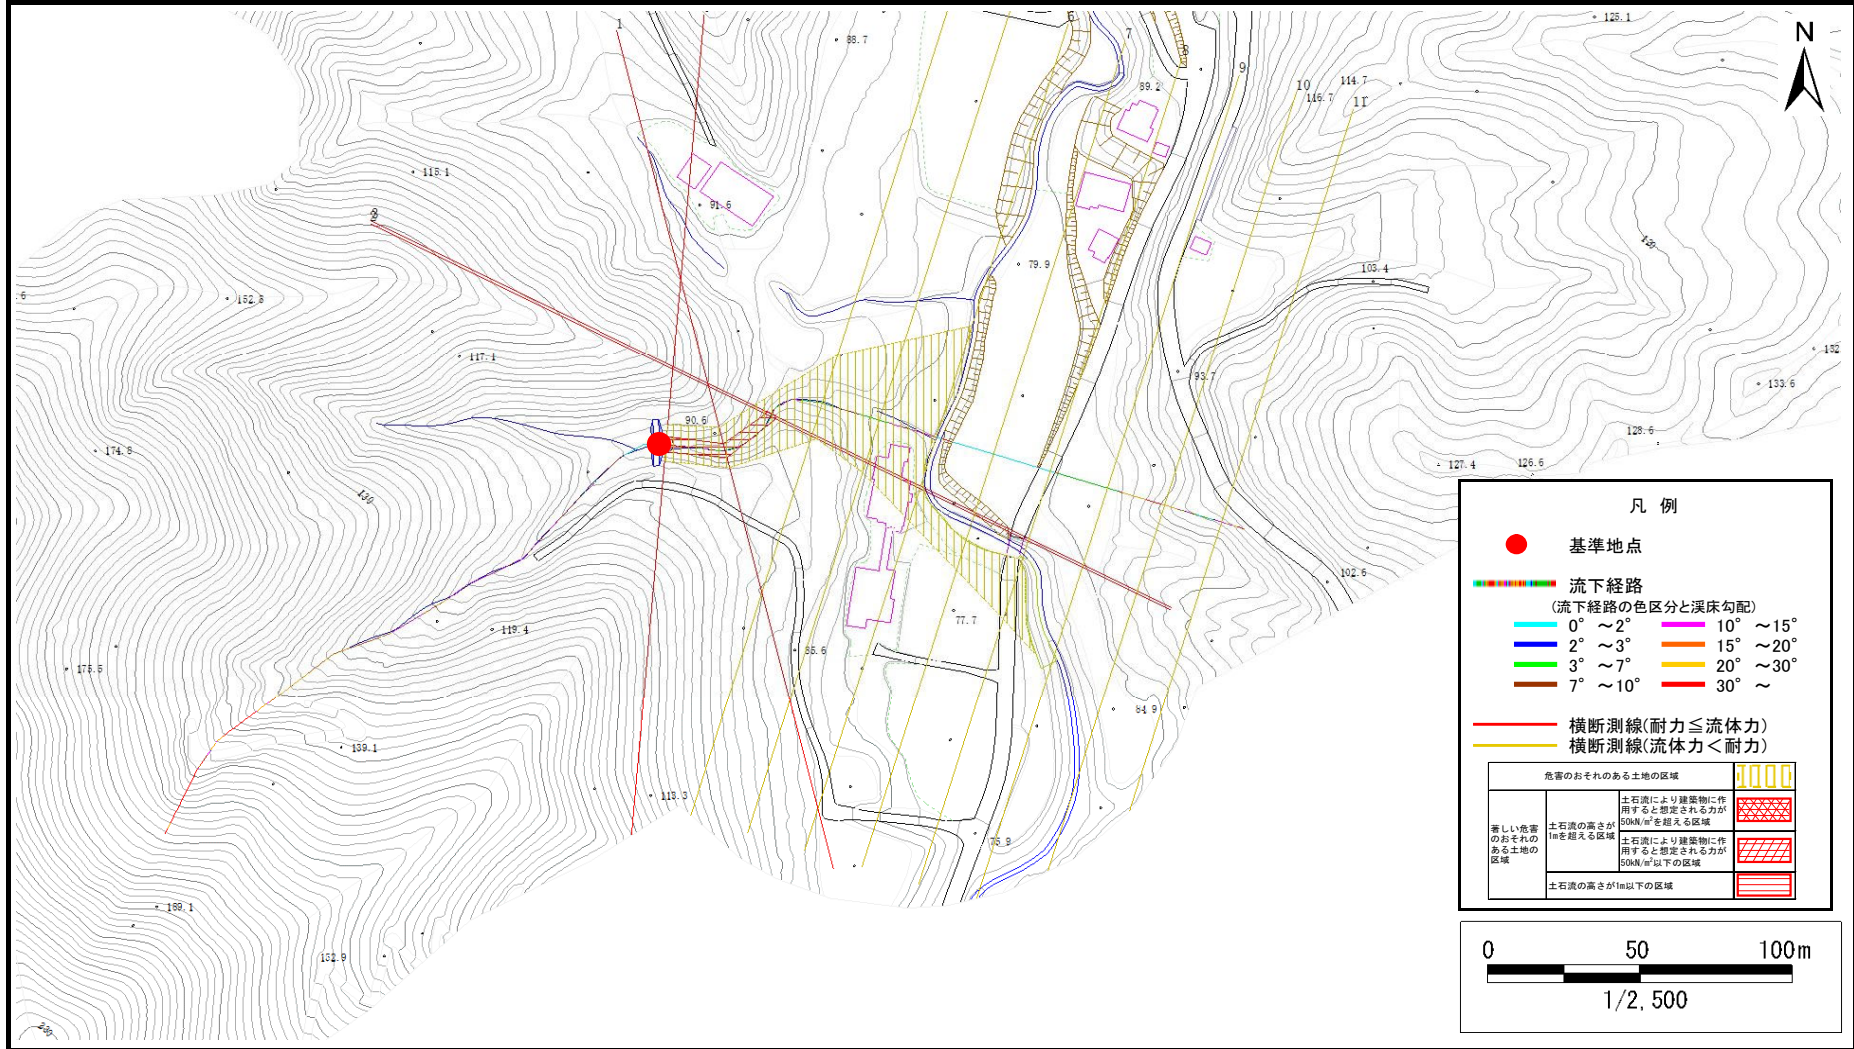 1
6
7
8
9
10
11
2
N
125.1
88.7
89.2
114.7
116.7
115.1
91.6
79.9
120
103.4
152.3
117.1
93.7
132
133.6
90.6
174.8
128.6
127.4
126.6
130
102.6
119.4
77.7
85.6
175.5
84.9
139.1
113.3
75.9
189.1
132.9
230
凡 例
基準地点
流下経路
(流下経路の色区分と渓床勾配)
0° ～2° 10° ～15°
2° ～3° 15° ～20°
3° ～7° 20° ～30°
7° ～10° 30° ～
横断測線(耐力≦流体力)
横断測線(流体力＜耐力)
危害のおそれのある土地の区域
著しい危害
のおそれの
ある土地の
区域
土石流の高さが
1mを超える区域
土石流により建築物に作
用すると想定される力が
50kN/m²を超える区域
土石流により建築物に作
用すると想定される力が
50kN/m²以下の区域
土石流の高さが1m以下の区域
0 50 100m
1/2,500